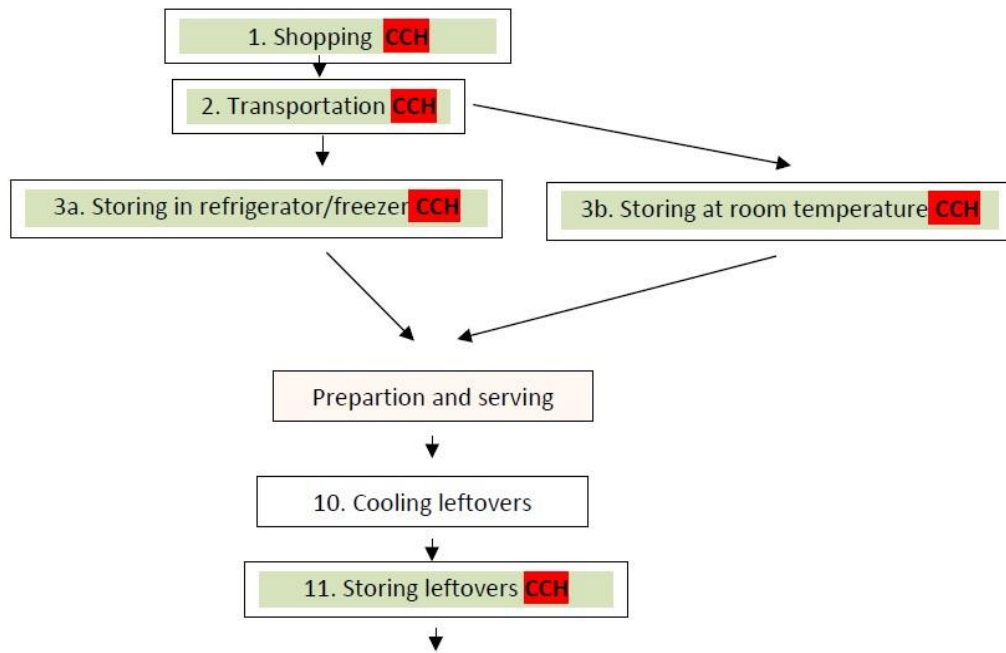 1. Shopping CCH
2. Transportation CCH
3a. Storing in refrigerator/freezer CCH
3b. Storing at room temperature CCH
Prepartion and serving
10. Cooling leftovers
11. Storing leftovers CCH